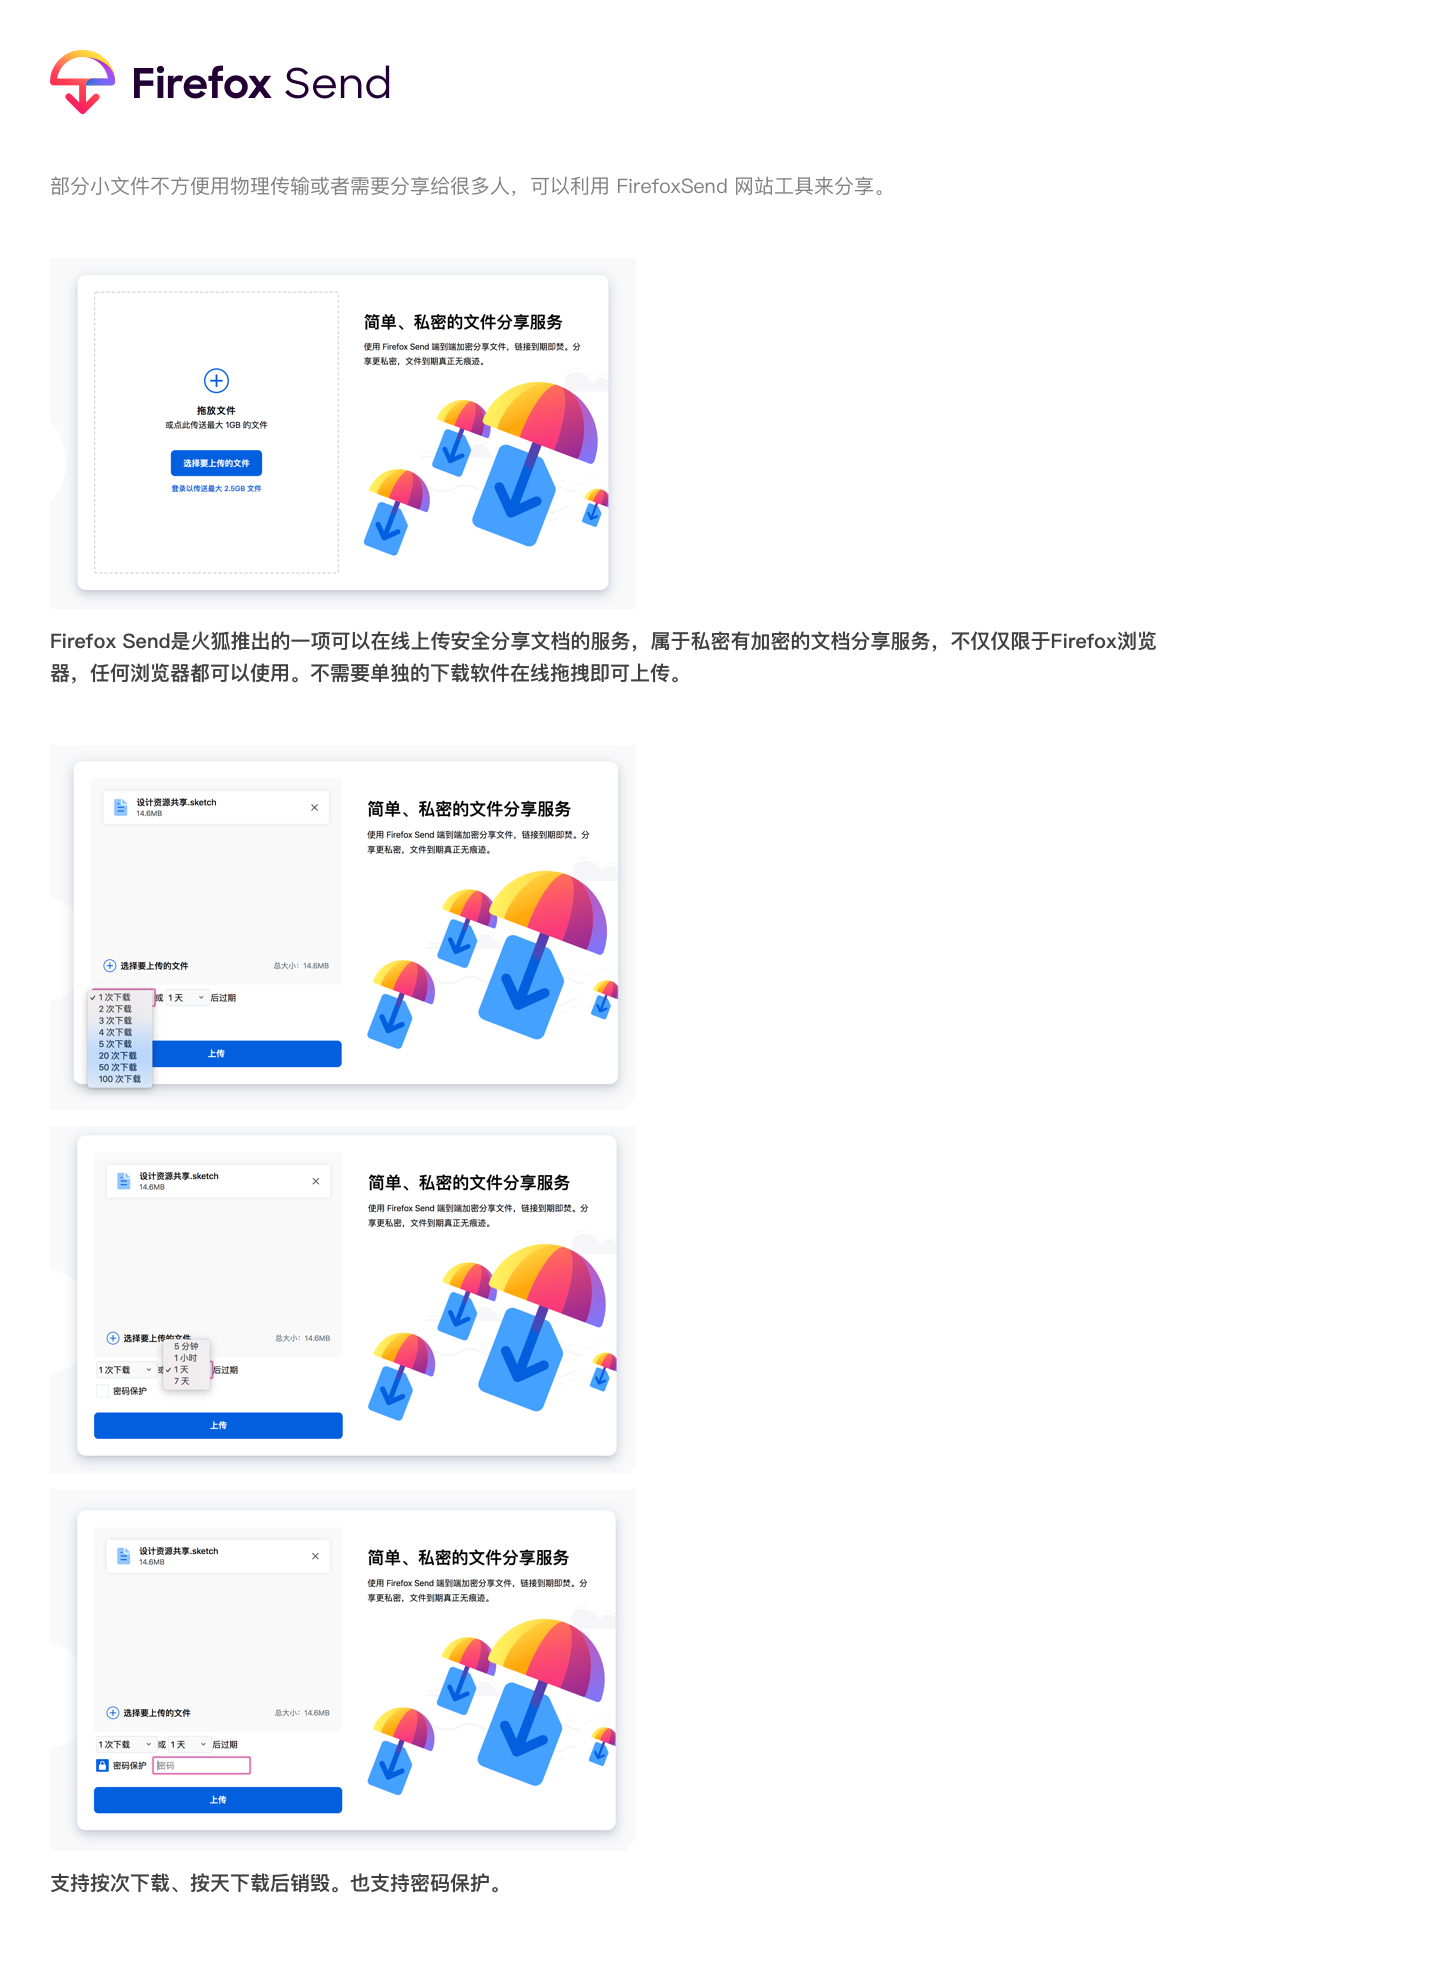 Firefox Send
部分小文件不方便用物理传输或者需要分享给很多人，可以利用 FirefoxSend 网站工具来分享。
拖放文件
或点此传送最大 1GB 的文件
选择要上传的文件
登录以传送最大 2.5GB 文件
简单、私密的文件分享服务
使用 Firefox Send 端到端加密分享文件，链接到期即焚。分
享更私密，文件到期真正无痕迹。
Firefox Send是火狐推出的一项可以在线上传安全分享文档的服务，属于私密有加密的文档分享服务，不仅仅限于Firefox浏览
器，任何浏览器都可以使用。不需要单独的下载软件在线拖拽即可上传。
设计资源共享.sketch
14.6MB
选择要上传的文件
总大小：14.6MB
✓ 1 次下载
2 次下载
3 次下载
4 次下载
5 次下载
20 次下载
50 次下载
100 次下载
或 1 天 后过期
上传
简单、私密的文件分享服务
使用 Firefox Send 端到端加密分享文件，链接到期即焚。分
享更私密，文件到期真正无痕迹。
设计资源共享.sketch
14.6MB
选择要上传的文件
总大小：14.6MB
5 分钟
1 小时
✓ 1 天
7 天
1 次下载 或 后过期
密码保护
上传
简单、私密的文件分享服务
使用 Firefox Send 端到端加密分享文件，链接到期即焚。分
享更私密，文件到期真正无痕迹。
设计资源共享.sketch
14.6MB
选择要上传的文件
总大小：14.6MB
1 次下载 或 1 天 后过期
密码保护 密码
上传
简单、私密的文件分享服务
使用 Firefox Send 端到端加密分享文件，链接到期即焚。分
享更私密，文件到期真正无痕迹。
支持按次下载、按天下载后销毁。也支持密码保护。